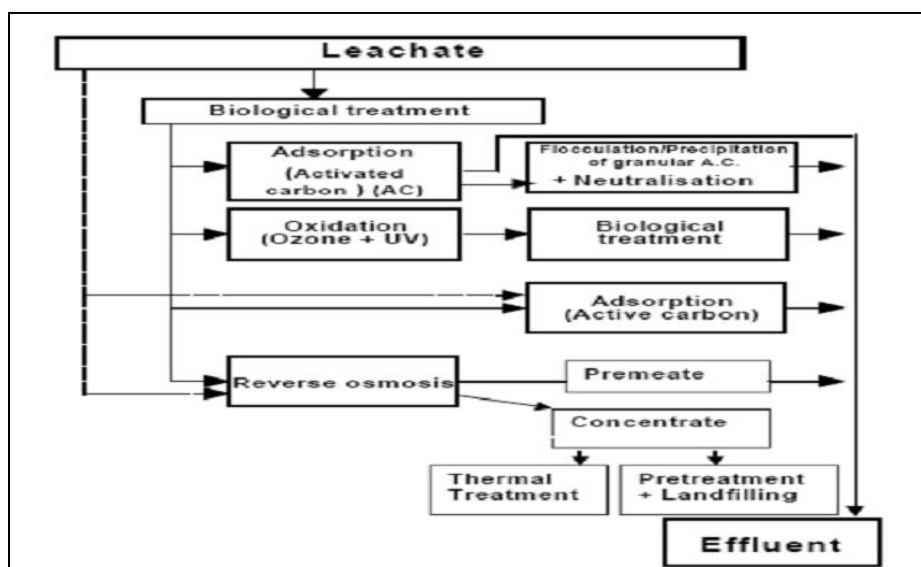 Leachate
Biological treatment
Adsorption
(Activated
carbon ) (AC)
Flocculation/Precipitation
of granular A.C.
+ Neutralisation
Oxidation
(Ozone + UV)
Biological
treatment
Adsorption
(Active carbon)
Reverse osmosis
Premeate
Concentrate
Thermal
Treatment
Pretreatment
+ Landfilling
Effluent